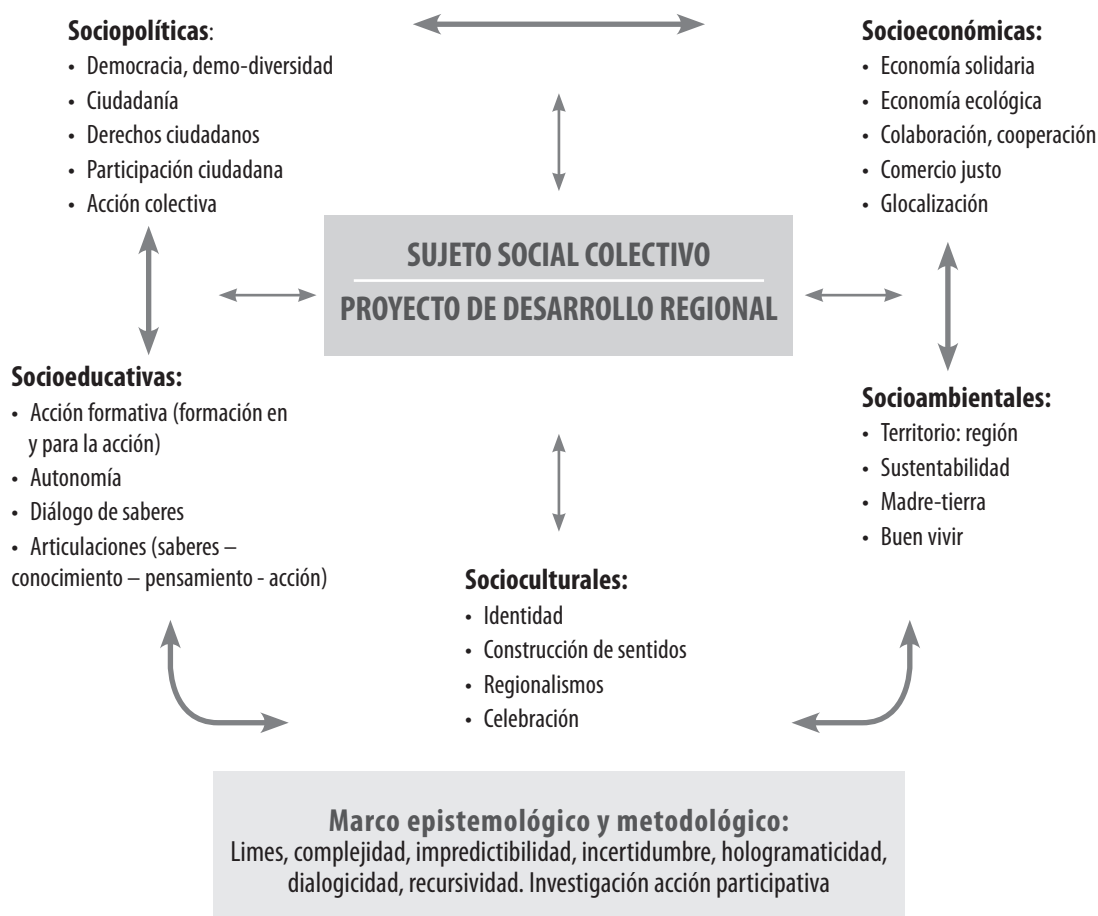 Sociopolíticas:
• Democracia, demo-diversidad
• Ciudadanía
• Derechos ciudadanos
• Participación ciudadana
• Acción colectiva
Socioeconómicas:
• Economía solidaria
• Economía ecológica
• Colaboración, cooperación
• Comercio justo
• Glocalización
SUJETO SOCIAL COLECTIVO
PROYECTO DE DESARROLLO REGIONAL
Socioeducativas:
• Acción formativa (formación en
y para la acción)
• Autonomía
• Diálogo de saberes
• Articulaciones (saberes –
conocimiento – pensamiento - acción)
Socioambientales:
• Territorio: región
• Sustentabilidad
• Madre-tierra
• Buen vivir
Socioculturales:
• Identidad
• Construcción de sentidos
• Regionalismos
• Celebración
Marco epistemológico y metodológico:
Limes, complejidad, impredictibilidad, incertidumbre, hologramaticidad,
dialogicidad, recursividad. Investigación acción participativa